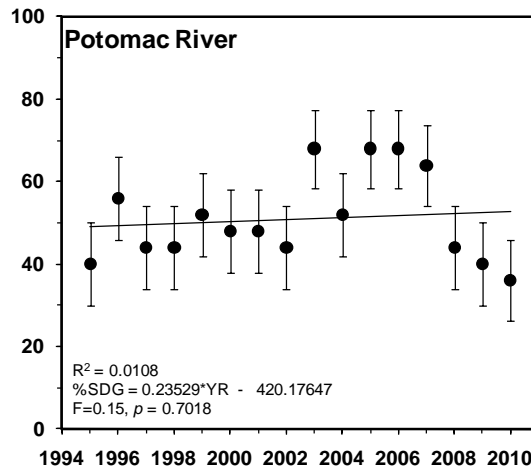 100
Potomac River
80
60
40
20
R² = 0.0108
%SDG = 0.23529*YR - 420.17647
F=0.15, p = 0.7018
0
1994 1996 1998 2000 2002 2004 2006 2008 2010